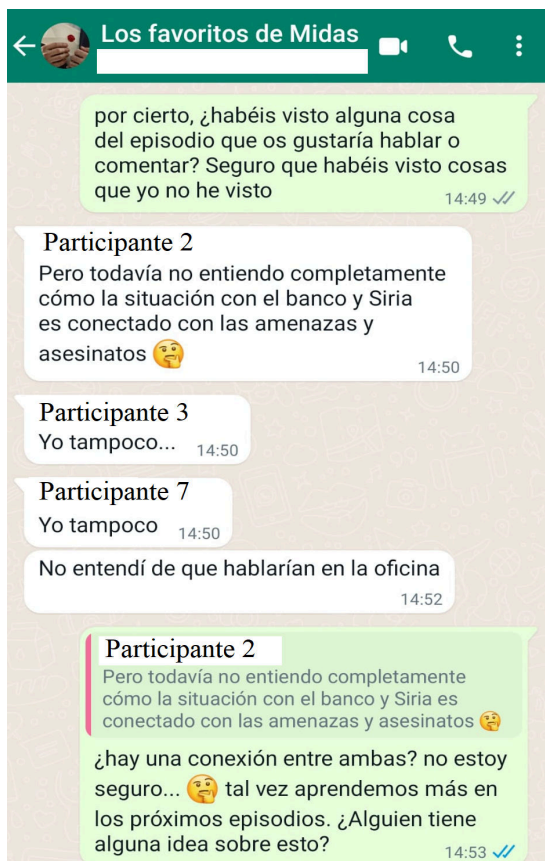 Los favoritos de Midas
por cierto, ¿habéis visto alguna cosa
del episodio que os gustaría hablar o
comentar? Seguro que habéis visto cosas
que yo no he visto
14:49
Participante 2
Pero todavía no entiendo completamente
cómo la situación con el banco y Siria
es conectado con las amenazas y
asesinatos 🤔
14:50
Participante 3
Yo tampoco... 14:50
Participante 7
Yo tampoco 14:50
No entendí de que hablarían en la oficina
14:52
Participante 2
Pero todavía no entiendo completamente
cómo la situación con el banco y Siria es
conectado con las amenazas y asesinatos 🤔
¿hay una conexión entre ambas? no estoy
seguro... 🤔 tal vez aprendemos más en
los próximos episodios. ¿Alguien tiene
alguna idea sobre esto?
14:53